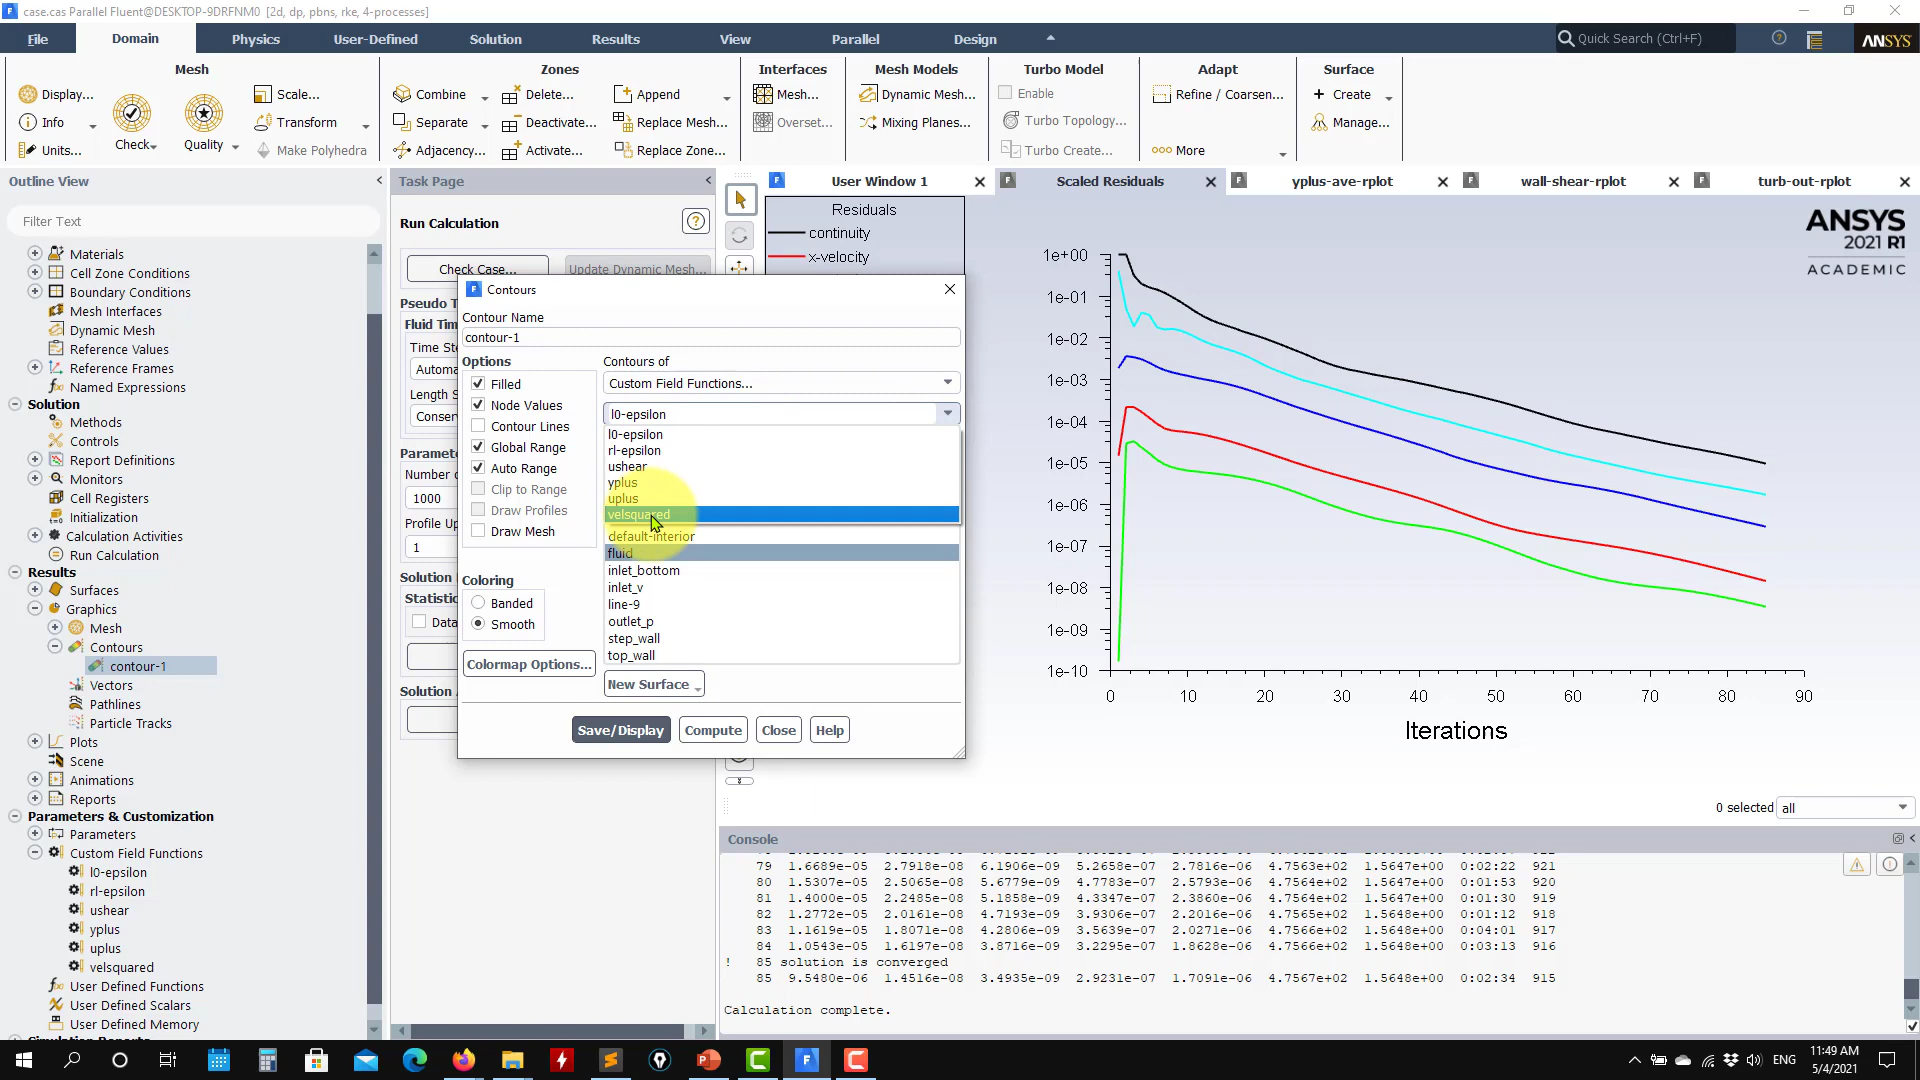 case.cas Parallel Fluent@DESKTOP-9DRFNM0 [2d, dp, pbns, rke, 4-processes]
File Domain Physics User-Defined Solution Results View Parallel Design Quick Search (Ctrl+F) ANSYS
Mesh
Display...
Info
Units...
Check
Quality
Scale...
Transform
Make Polyhedra
Zones
Combine
Separate
Adjacency...
Delete...
Deactivate...
Activate...
Append
Replace Mesh...
Replace Zone...
Interfaces
Mesh...
Overset...
Mesh Models
Dynamic Mesh...
Mixing Planes...
Turbo Model
Enable
Turbo Topology...
Turbo Create...
Adapt
Refine / Coarsen...
More
Surface
Create
Manage...
Outline View
Filter Text
Materials
Cell Zone Conditions
Boundary Conditions
Mesh Interfaces
Dynamic Mesh
Reference Values
Reference Frames
Named Expressions
Solution
Methods
Controls
Report Definitions
Monitors
Cell Registers
Initialization
Calculation Activities
Run Calculation
Results
Surfaces
Graphics
Mesh
Contours
contour-1
Vectors
Pathlines
Particle Tracks
Plots
Scene
Animations
Reports
Parameters & Customization
Parameters
Custom Field Functions
l0-epsilon
rl-epsilon
ushear
yplus
uplus
velsquared
User Defined Functions
User Defined Scalars
User Defined Memory
Task Page
Run Calculation
Check Case...
Update Dynamic Mesh...
Pseudo T
Fluid Tim
Time Ste
Automa
Length S
Conserv
Paramet
Number o
1000
Profile Up
1
Solution
Statistic
Data
Solution
Contours
Contour Name
contour-1
Options
Filled
Node Values
Contour Lines
Global Range
Auto Range
Clip to Range
Draw Profiles
Draw Mesh
Coloring
Banded
Smooth
Colormap Options...
Contours of
Custom Field Functions...
l0-epsilon
l0-epsilon
rl-epsilon
ushear
yplus
uplus
velsquared
default-interior
fluid
inlet_bottom
inlet_v
line-9
outlet_p
step_wall
top_wall
New Surface
Save/Display Compute Close Help
User Window 1
Scaled Residuals
yplus-ave-rplot
wall-shear-rplot
turb-out-rplot
Residuals
continuity
x-velocity
ANSYS
2021 R1
ACADEMIC
1e+00
1e-01
1e-02
1e-03
1e-04
1e-05
1e-06
1e-07
1e-08
1e-09
1e-10
0 10 20 30 40 50 60 70 80 90
Iterations
0 selected all
Console
79 1.6689e-05 2.7918e-08 6.1906e-09 5.2658e-07 2.7816e-06 4.7563e+02 1.5647e+00 0:02:22 921
80 1.5307e-05 2.5065e-08 5.6779e-09 4.7783e-07 2.5793e-06 4.7564e+02 1.5648e+00 0:01:53 920
81 1.4000e-05 2.2485e-08 5.1858e-09 4.3347e-07 2.3860e-06 4.7564e+02 1.5648e+00 0:01:30 919
82 1.2772e-05 2.0161e-08 4.7193e-09 3.9306e-07 2.2016e-06 4.7565e+02 1.5648e+00 0:01:12 918
83 1.1619e-05 1.8071e-08 4.2806e-09 3.5639e-07 2.0271e-06 4.7566e+02 1.5648e+00 0:04:01 917
84 1.0543e-05 1.6197e-08 3.8716e-09 3.2295e-07 1.8628e-06 4.7566e+02 1.5648e+00 0:03:13 916
! 85 solution is converged
85 9.5480e-06 1.4516e-08 3.4935e-09 2.9231e-07 1.7091e-06 4.7567e+02 1.5648e+00 0:02:34 915
Calculation complete.
ENG
11:49 AM
5/4/2021